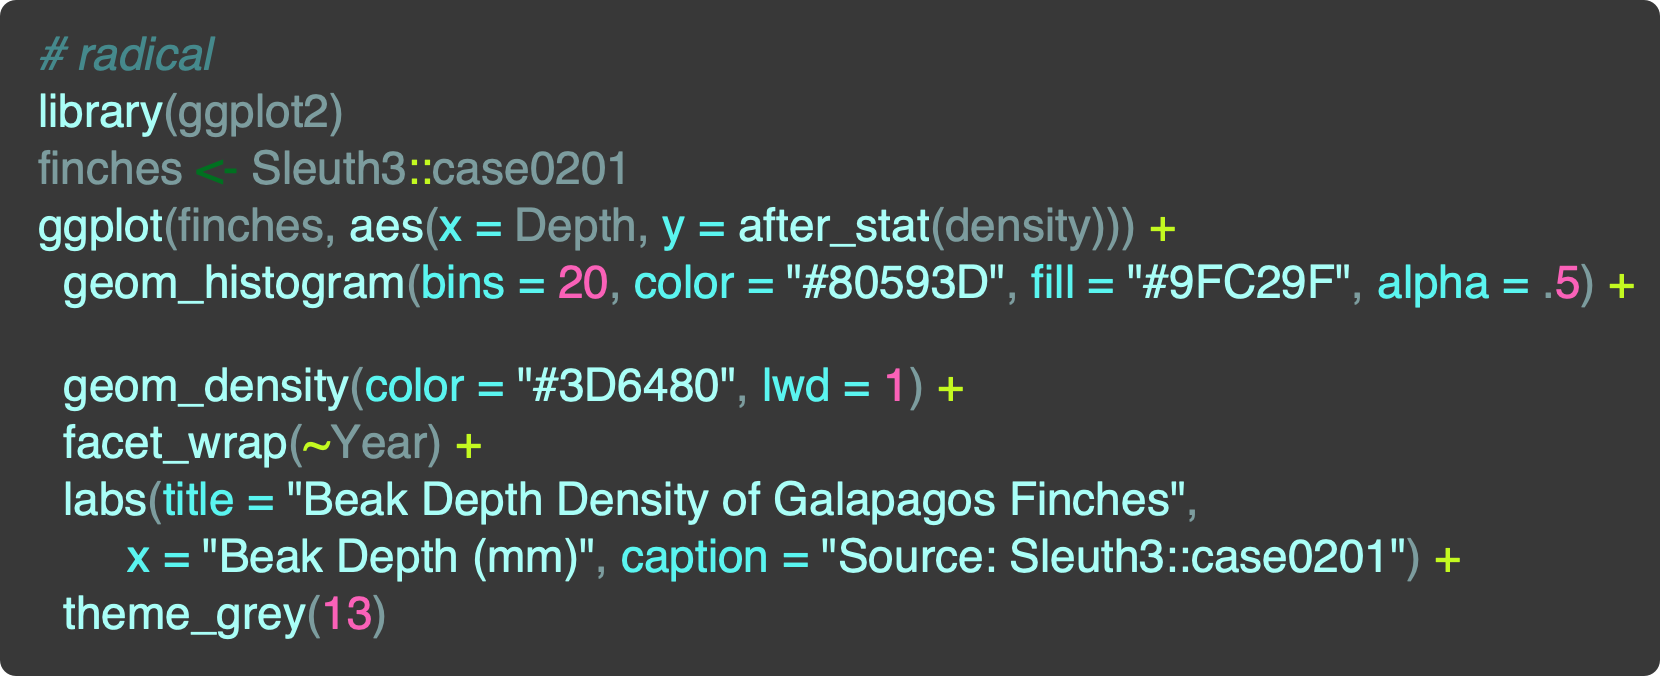 # radical
library(ggplot2)
finches <- Sleuth3::case0201
ggplot(finches, aes(x = Depth, y = after_stat(density))) +
  geom_histogram(bins = 20, color = "#80593D", fill = "#9FC29F", alpha = .5) +
  geom_density(color = "#3D6480", lwd = 1) +
  facet_wrap(~Year) +
  labs(title = "Beak Depth Density of Galapagos Finches",
       x = "Beak Depth (mm)", caption = "Source: Sleuth3::case0201") +
  theme_grey(13)